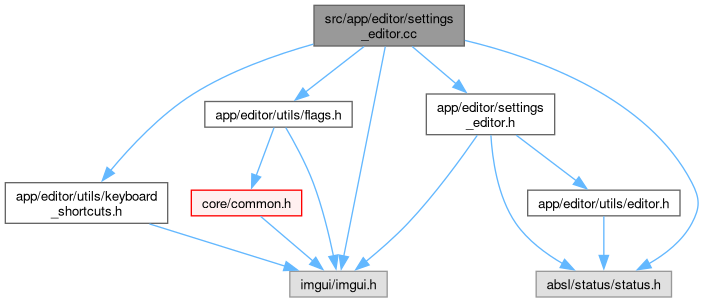 src/app/editor/settings
_editor.cc
app/editor/utils/flags.h
app/editor/settings
_editor.h
app/editor/utils/keyboard
_shortcuts.h
core/common.h
app/editor/utils/editor.h
imgui/imgui.h
absl/status/status.h